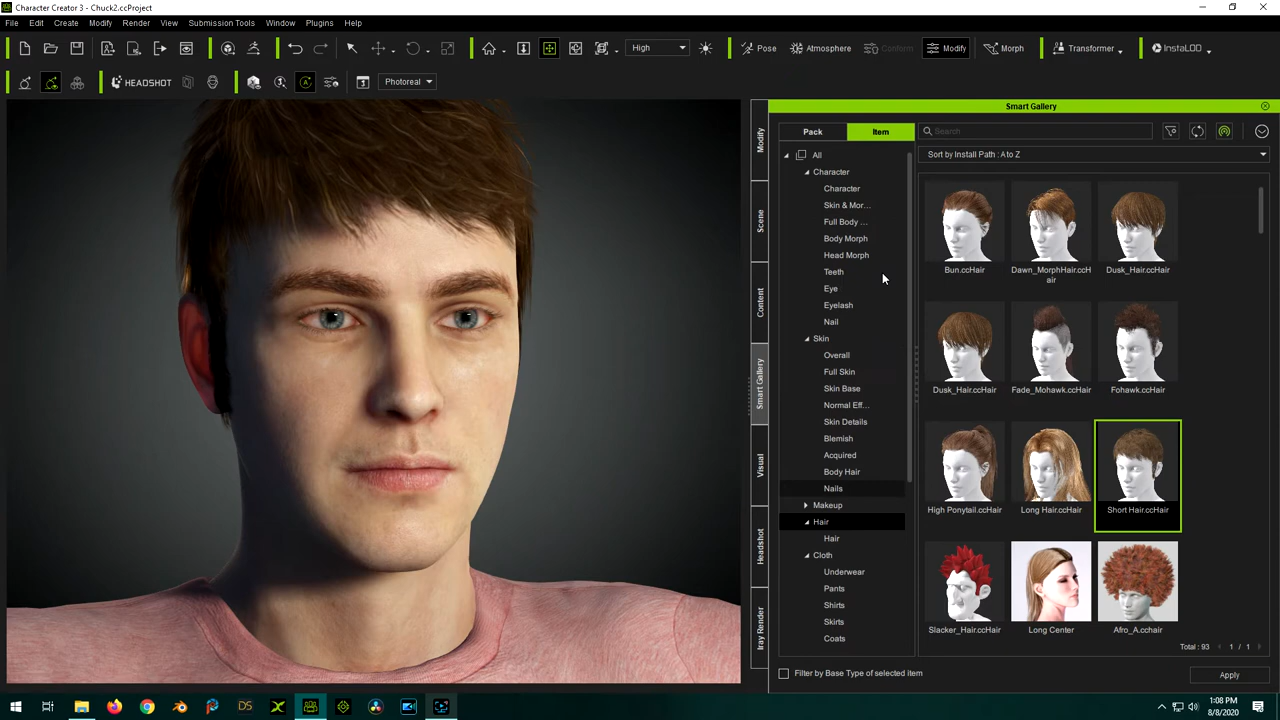 Character Creator 3 - Chuck2.ccProject
File Edit Create Modify Render Submission Tools Window Plugins Help
High Pose Atmosphere Conform Modify Morph Transformer InstaLOD
HEADSHOT Photoreal
Smart Gallery
Modify
Scene
Content
Smart Gallery
Visual
Headshot
Iray Render
Pack Item
All
Character
Character
Skin & Mor...
Full Body ...
Body Morph
Head Morph
Teeth
Eye
Eyelash
Nail
Skin
Overall
Full Skin
Skin Base
Normal Eff...
Skin Details
Blemish
Acquired
Body Hair
Nails
Makeup
Hair
Hair
Cloth
Underwear
Pants
Shirts
Skirts
Coats
Search
Sort by Install Path : A to Z
Bun.ccHair
Dawn_MorphHair.ccH
air
Dusk_Hair.ccHair
Dusk_Hair.ccHair
Fade_Mohawk.ccHair
Fohawk.ccHair
High Ponytail.ccHair
Long Hair.ccHair
Short Hair.ccHair
Slacker_Hair.ccHair
Long Center
Afro_A.cchair
Total : 93 1 / 1
Filter by Base Type of selected item
Apply
DS
1:08 PM
8/8/2020